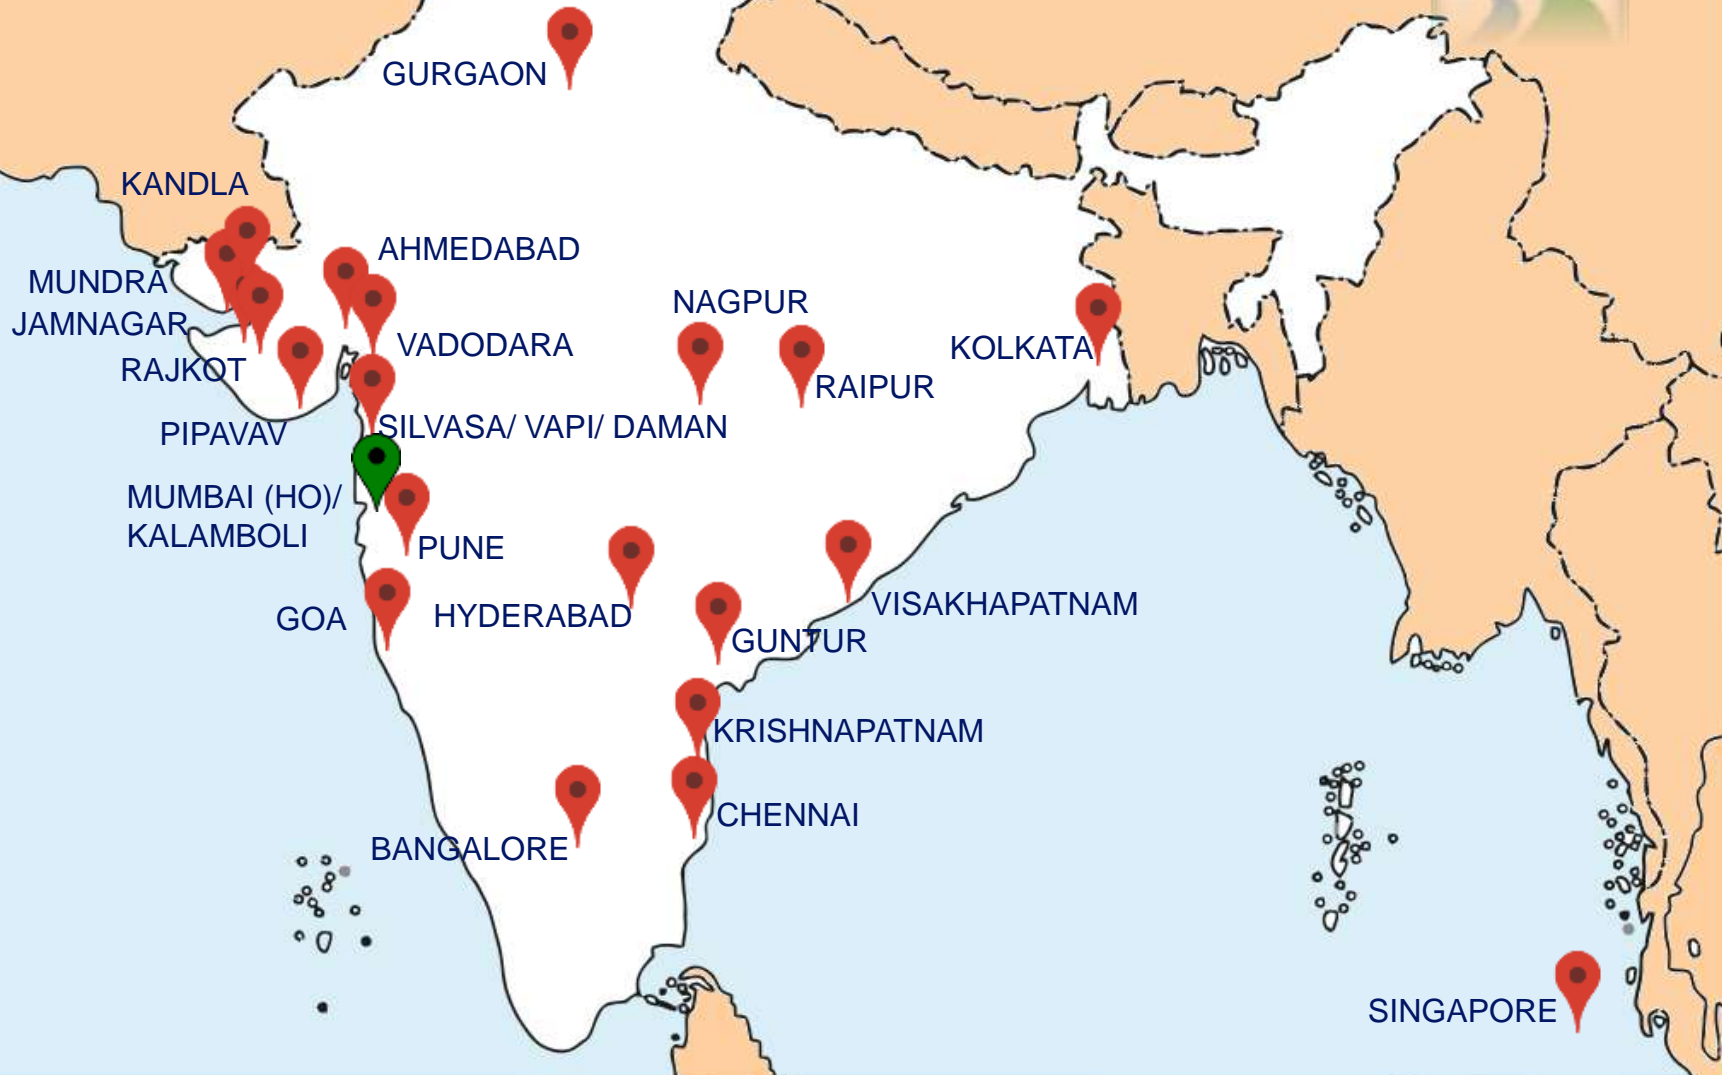 GURGAON
KANDLA
AHMEDABAD
MUNDRA
NAGPUR
JAMNAGAR
VADODARA
KOLKATA
RAJKOT
RAIPUR
SILVASA/ VAPI/ DAMAN
PIPAVAV
MUMBAI (HO)/
KALAMBOLI
PUNE
VISAKHAPATNAM
HYDERABAD
GOA
GUNTUR
KRISHNAPATNAM
CHENNAI
BANGALORE
SINGAPORE